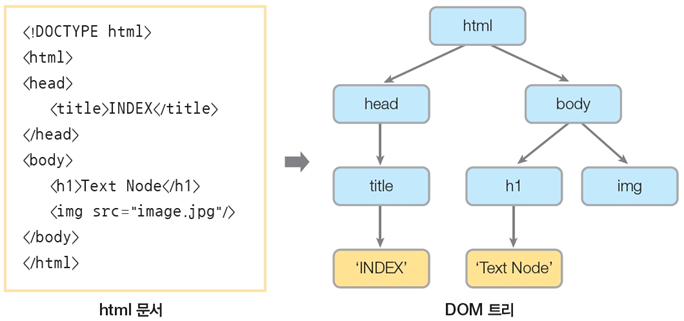 <!DOCTYPE html>
<html>
<head>
<title>INDEX</title>
</head>
<body>
<h1>Text Node</h1>
<img src="image.jpg"/>
</body>
</html>
html 문서
html
head
body
title
h1
img
‘INDEX’
‘Text Node’
DOM 트리